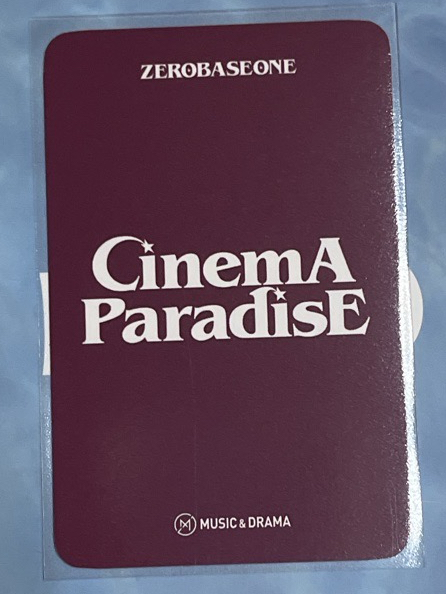 ZEROBASEONE
CinemA
ParadisE
M MUSIC & DRAMA